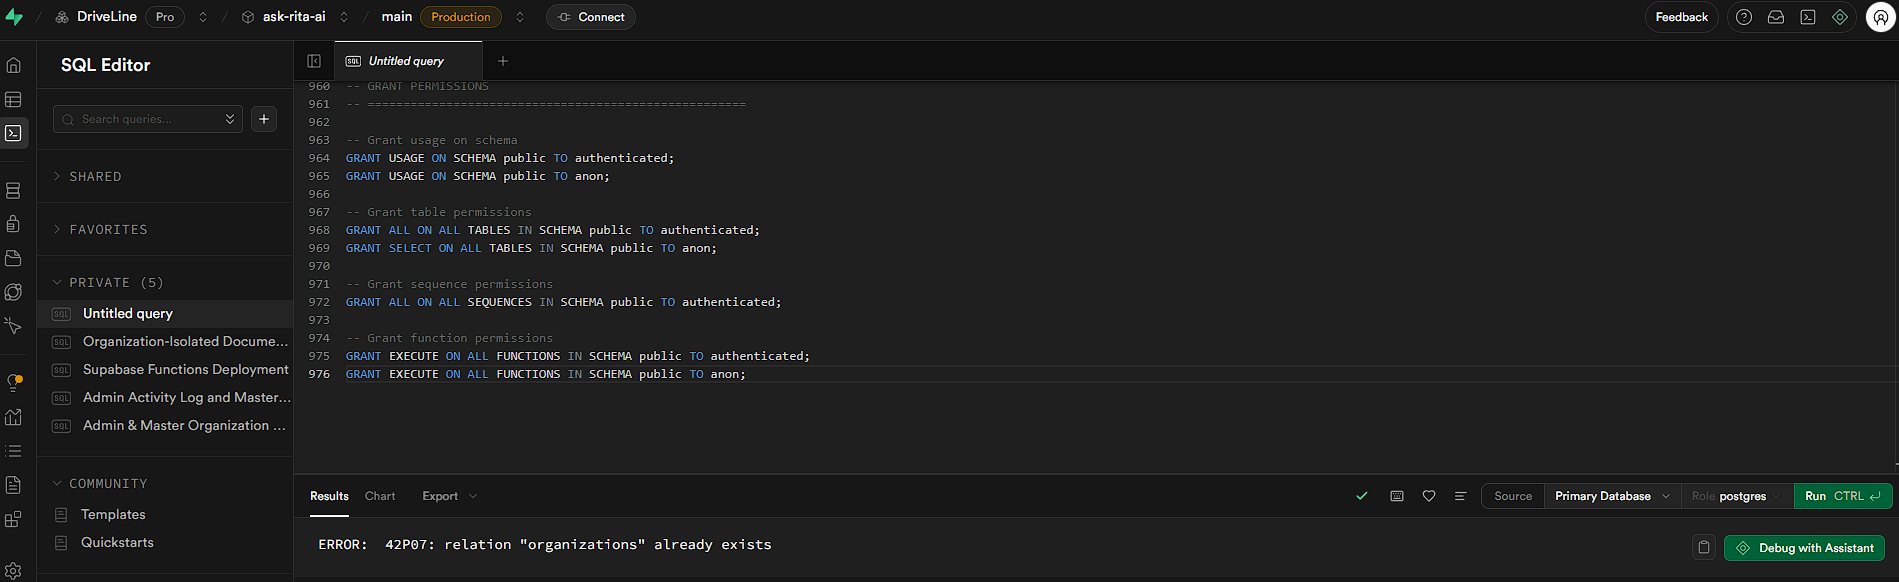 DriveLine Pro ask-rita-ai main Production Connect Feedback
SQL Editor
Search queries...
SHARED
FAVORITES
PRIVATE (5)
SQL Untitled query
SQL Organization-Isolated Docume...
SQL Supabase Functions Deployment
SQL Admin Activity Log and Master...
SQL Admin & Master Organization ...
COMMUNITY
Templates
Quickstarts
SQL Untitled query
960 -- GRANT PERMISSIONS
961 -- =====================================================
962
963 -- Grant usage on schema
964 GRANT USAGE ON SCHEMA public TO authenticated;
965 GRANT USAGE ON SCHEMA public TO anon;
966
967 -- Grant table permissions
968 GRANT ALL ON ALL TABLES IN SCHEMA public TO authenticated;
969 GRANT SELECT ON ALL TABLES IN SCHEMA public TO anon;
970
971 -- Grant sequence permissions
972 GRANT ALL ON ALL SEQUENCES IN SCHEMA public TO authenticated;
973
974 -- Grant function permissions
975 GRANT EXECUTE ON ALL FUNCTIONS IN SCHEMA public TO authenticated;
976 GRANT EXECUTE ON ALL FUNCTIONS IN SCHEMA public TO anon;
Results Chart Export Source Primary Database Role postgres Run CTRL
ERROR: 42P07: relation "organizations" already exists
Debug with Assistant